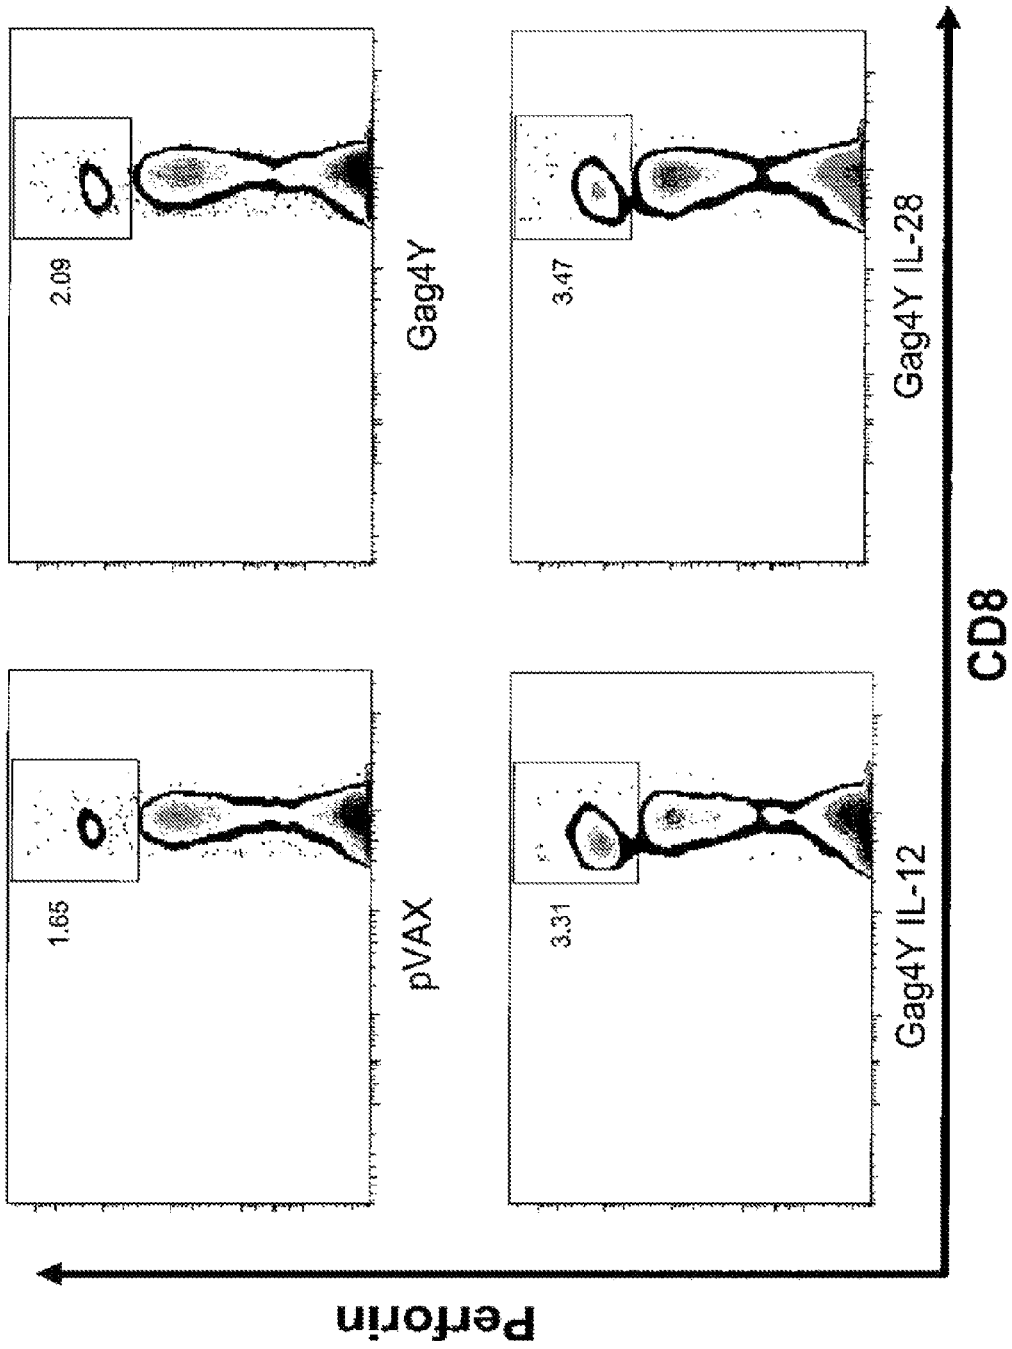 Perforin
1.65
pVAX
2.09
Gag4Y
3.31
Gag4Y IL-12
3.47
Gag4Y IL-28
CD8